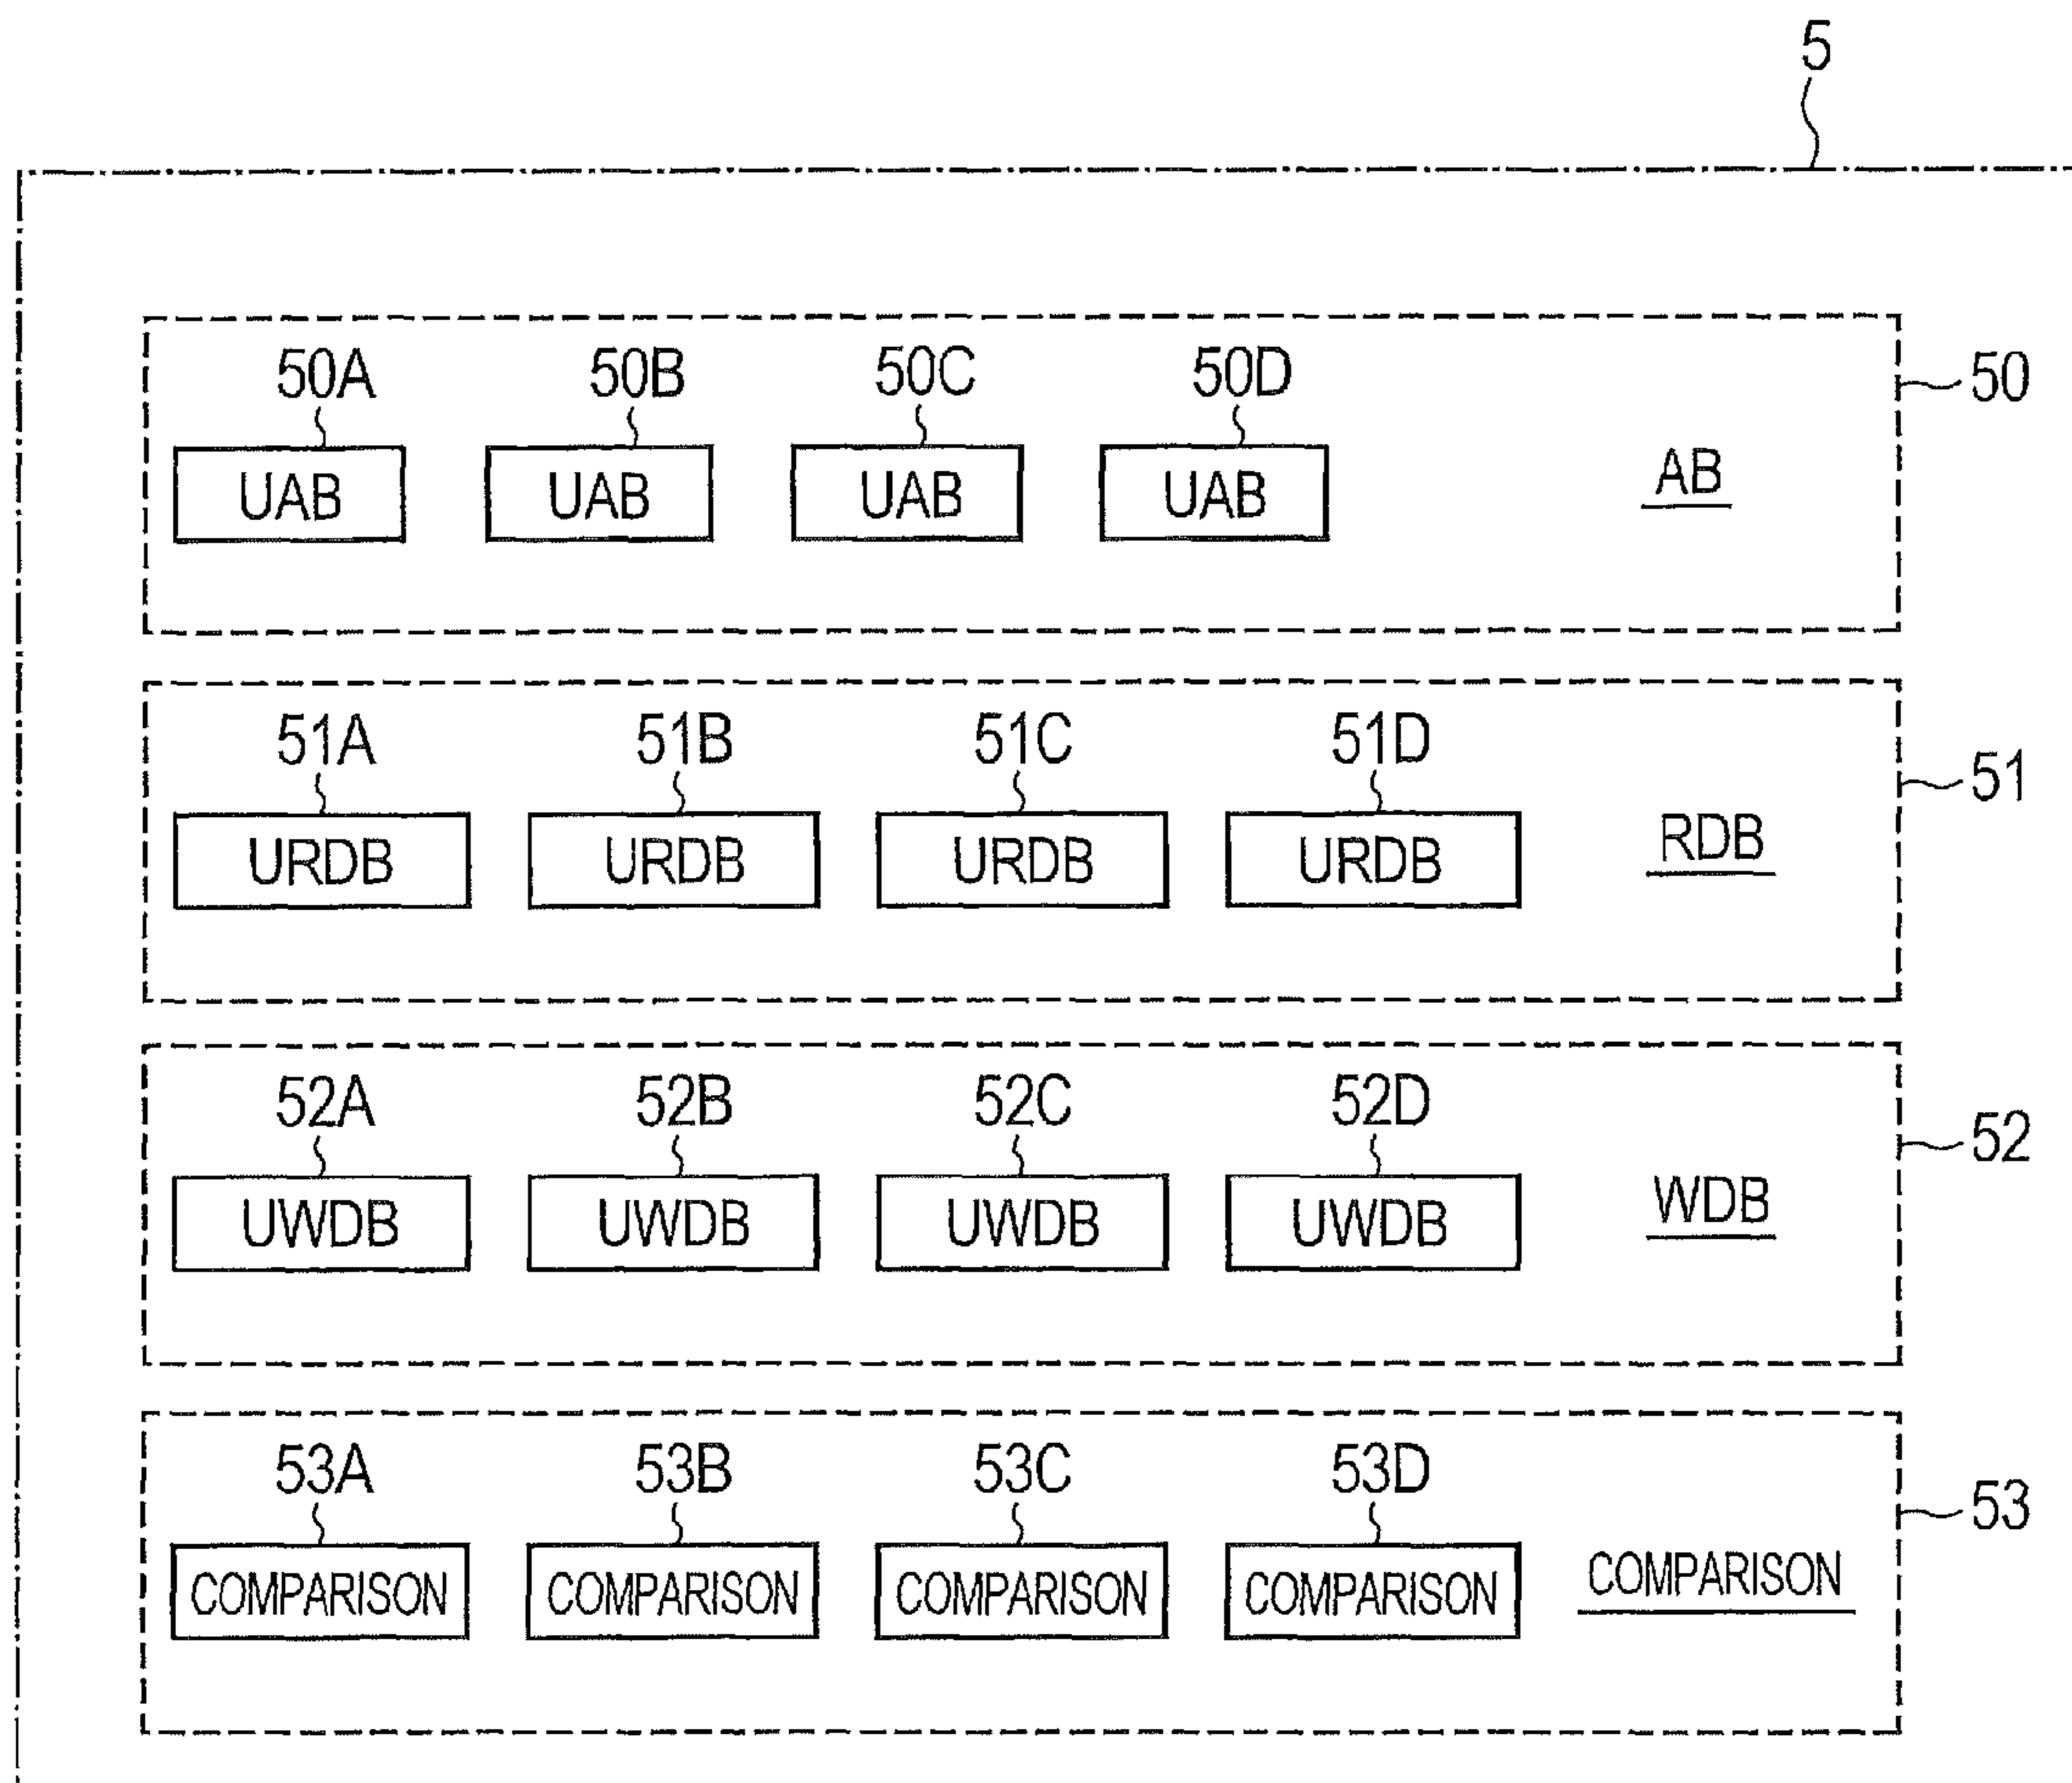 5
50A 50B 50C 50D 50
UAB UAB UAB UAB AB
51A 51B 51C 51D 51
URDB URDB URDB URDB RDB
52A 52B 52C 52D 52
UWDB UWDB UWDB UWDB WDB
53A 53B 53C 53D 53
COMPARISON COMPARISON COMPARISON COMPARISON COMPARISON